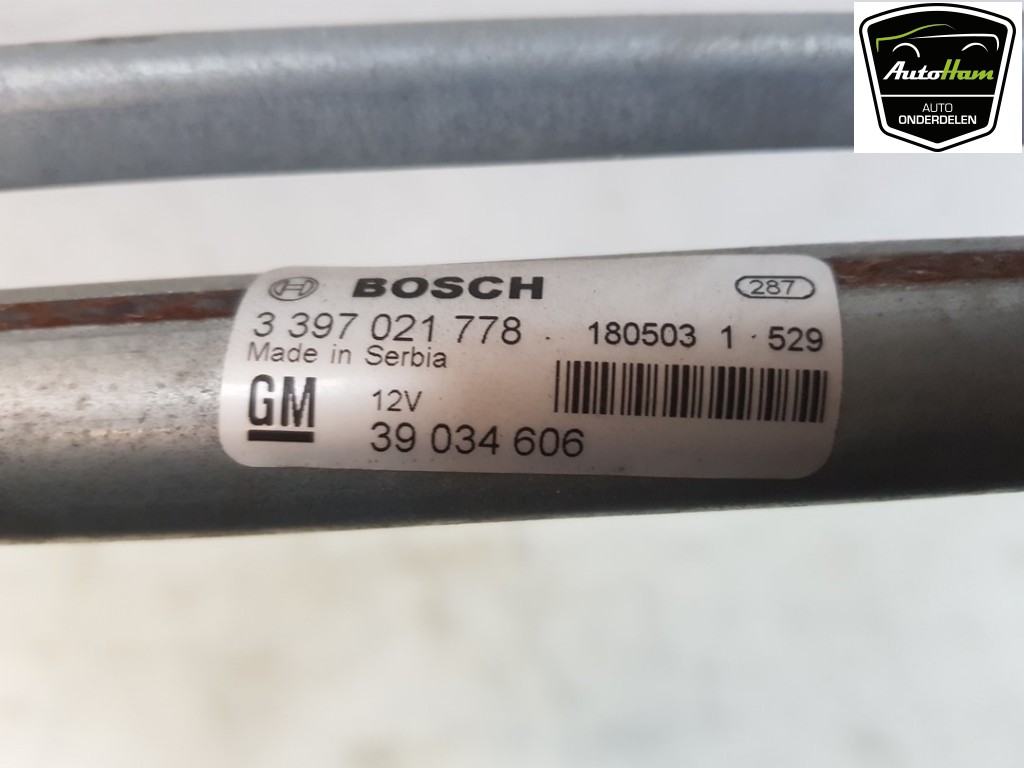 AutoHam
AUTO
ONDERDELEN
BOSCH 287
3 397 021 778 . 180503 1 · 529
Made in Serbia
GM 12V
39 034 606